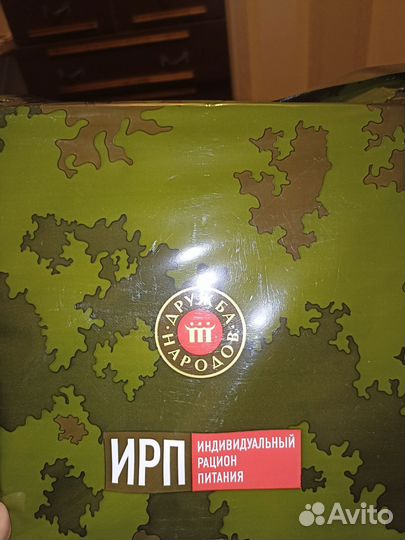 ДРУЖБА
НАРОДОВ
ИРП
ИНДИВИДУАЛЬНЫЙ
РАЦИОН
ПИТАНИЯ
Avito